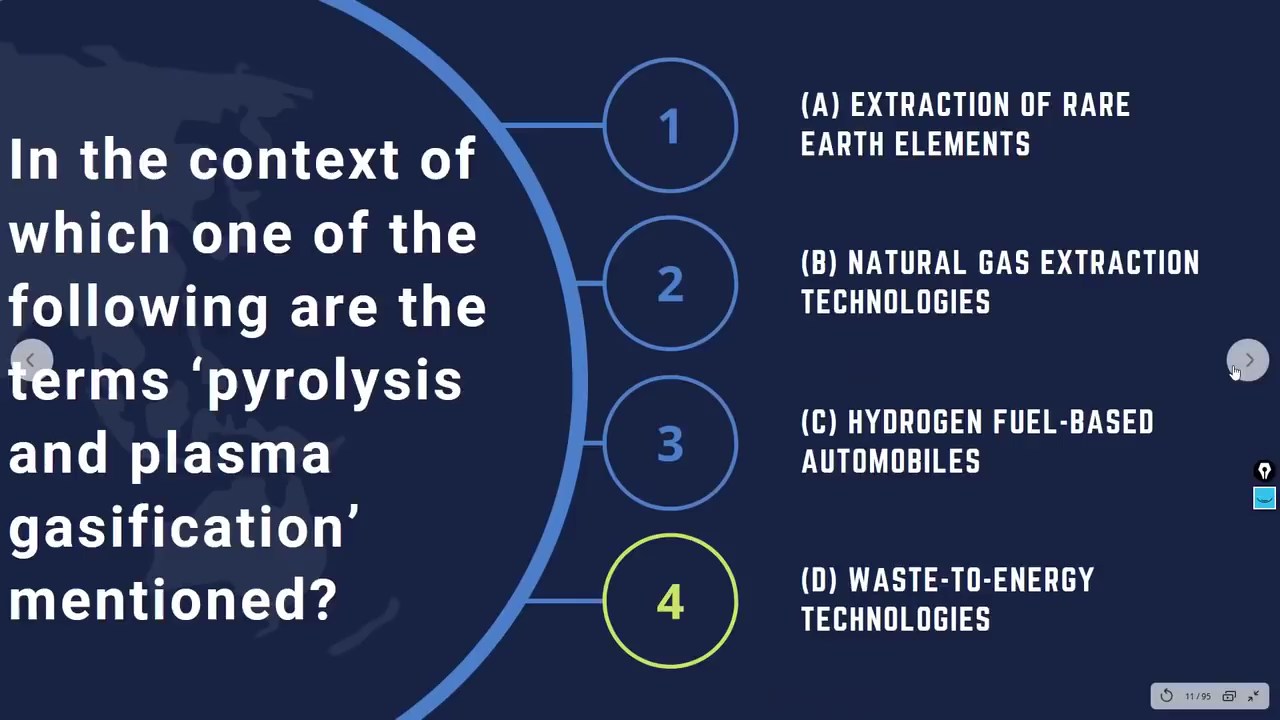 In the context of
which one of the
following are the
terms ‘pyrolysis
and plasma
gasification’
mentioned?
1
(A) EXTRACTION OF RARE
EARTH ELEMENTS
2
(B) NATURAL GAS EXTRACTION
TECHNOLOGIES
3
(C) HYDROGEN FUEL-BASED
AUTOMOBILES
4
(D) WASTE-TO-ENERGY
TECHNOLOGIES
11 / 95